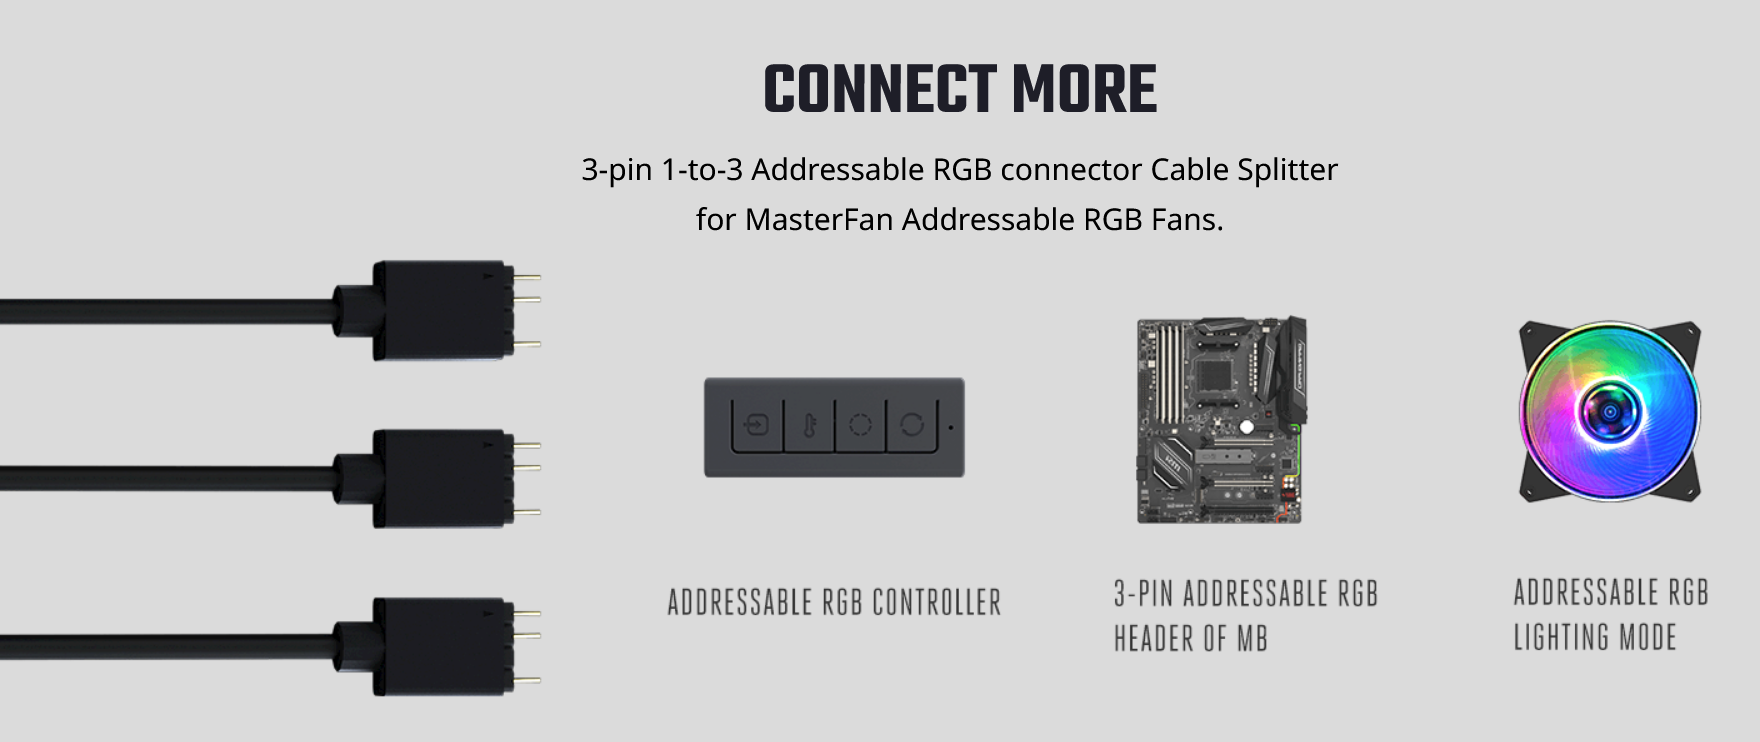 CONNECT MORE
3-pin 1-to-3 Addressable RGB connector Cable Splitter
for MasterFan Addressable RGB Fans.
ADDRESSABLE RGB CONTROLLER
3-PIN ADDRESSABLE RGB
HEADER OF MB
ADDRESSABLE RGB
LIGHTING MODE